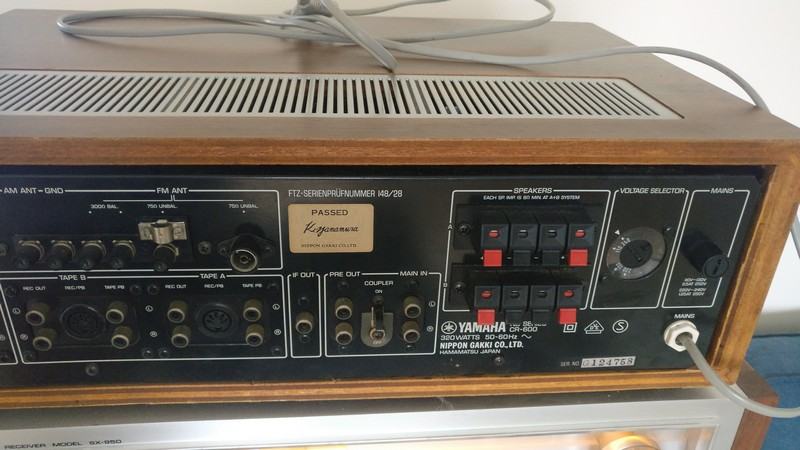 AM ANT
GND
FM ANT
300Ω BAL.
75Ω UNBAL.
75Ω UNBAL.
FTZ-SERIENPRÜFNUMMER 148/28
PASSED
NIPPON GAKKI CO.,LTD.
SPEAKERS
EACH SP. IMP. IS 8Ω MIN. AT A+B SYSTEM
A
B
VOLTAGE SELECTOR
MAINS
TAPE B
REC OUT
REC/PB
TAPE PB
TAPE A
REC OUT
REC/PB
TAPE PB
L
R
L
R
IF OUT
PRE OUT
MAIN IN
COUPLER
ON
L
R
L
R
YAMAHA
CR-600
320WATTS 50-60Hz
NIPPON GAKKI CO., LTD.
HAMAMATSU JAPAN
MAINS
SER. NO. G124758
RECEIVER MODEL SX-950